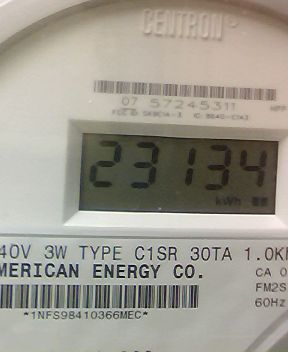 CENTRON
07 57245311
23134
kWh
40V 3W TYPE C1SR 30TA 1.0K
MERICAN ENERGY CO.
CA 0
FM2S
60Hz
*1NFS98410366MEC*